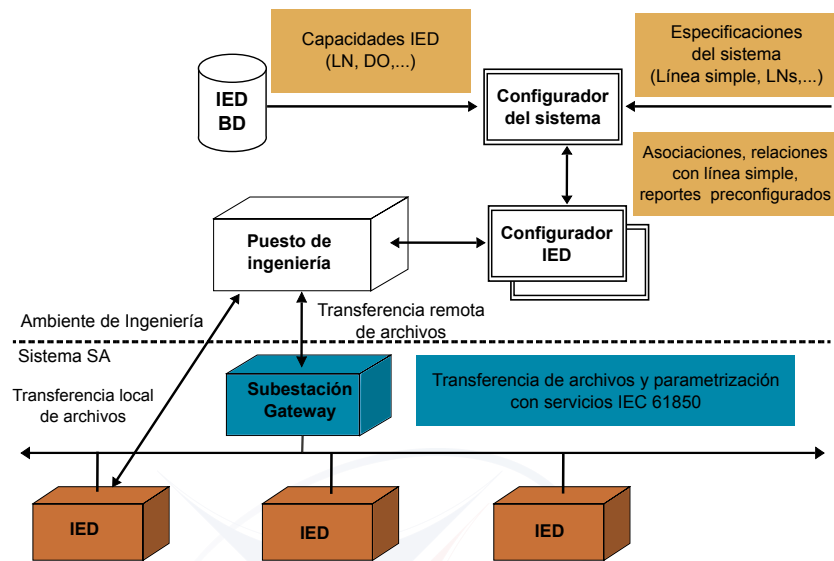 Capacidades IED
(LN, DO,...)
Especificaciones
del sistema
(Línea simple, LNs,...)
IED
BD
Configurador
del sistema
Asociaciones, relaciones
con línea simple,
reportes preconfigurados
Puesto de
ingeniería
Configurador
IED
Transferencia remota
de archivos
Ambiente de Ingeniería
Sistema SA
Transferencia local
de archivos
Subestación
Gateway
Transferencia de archivos y parametrización
con servicios IEC 61850
IED
IED
IED